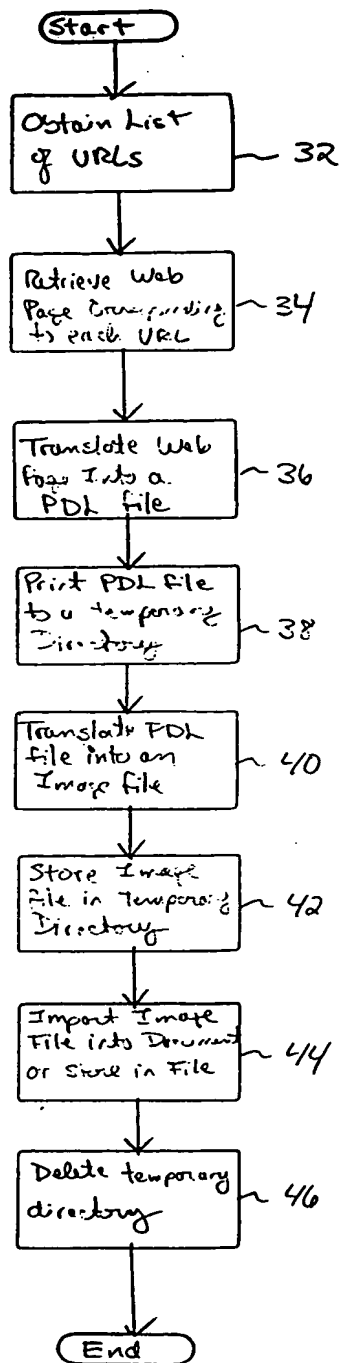 Start
Obtain List
of URLs
32
Retrieve Web
Page Corresponding
to each URL
34
Translate Web
Page Into a
PDL file
36
Print PDL file
to a temporary
Directory
38
Translate PDL
file into an
Image file
40
Store Image
File in Temporary
Directory
42
Import Image
File into Document
or Store in File
44
Delete temporary
directory
46
End